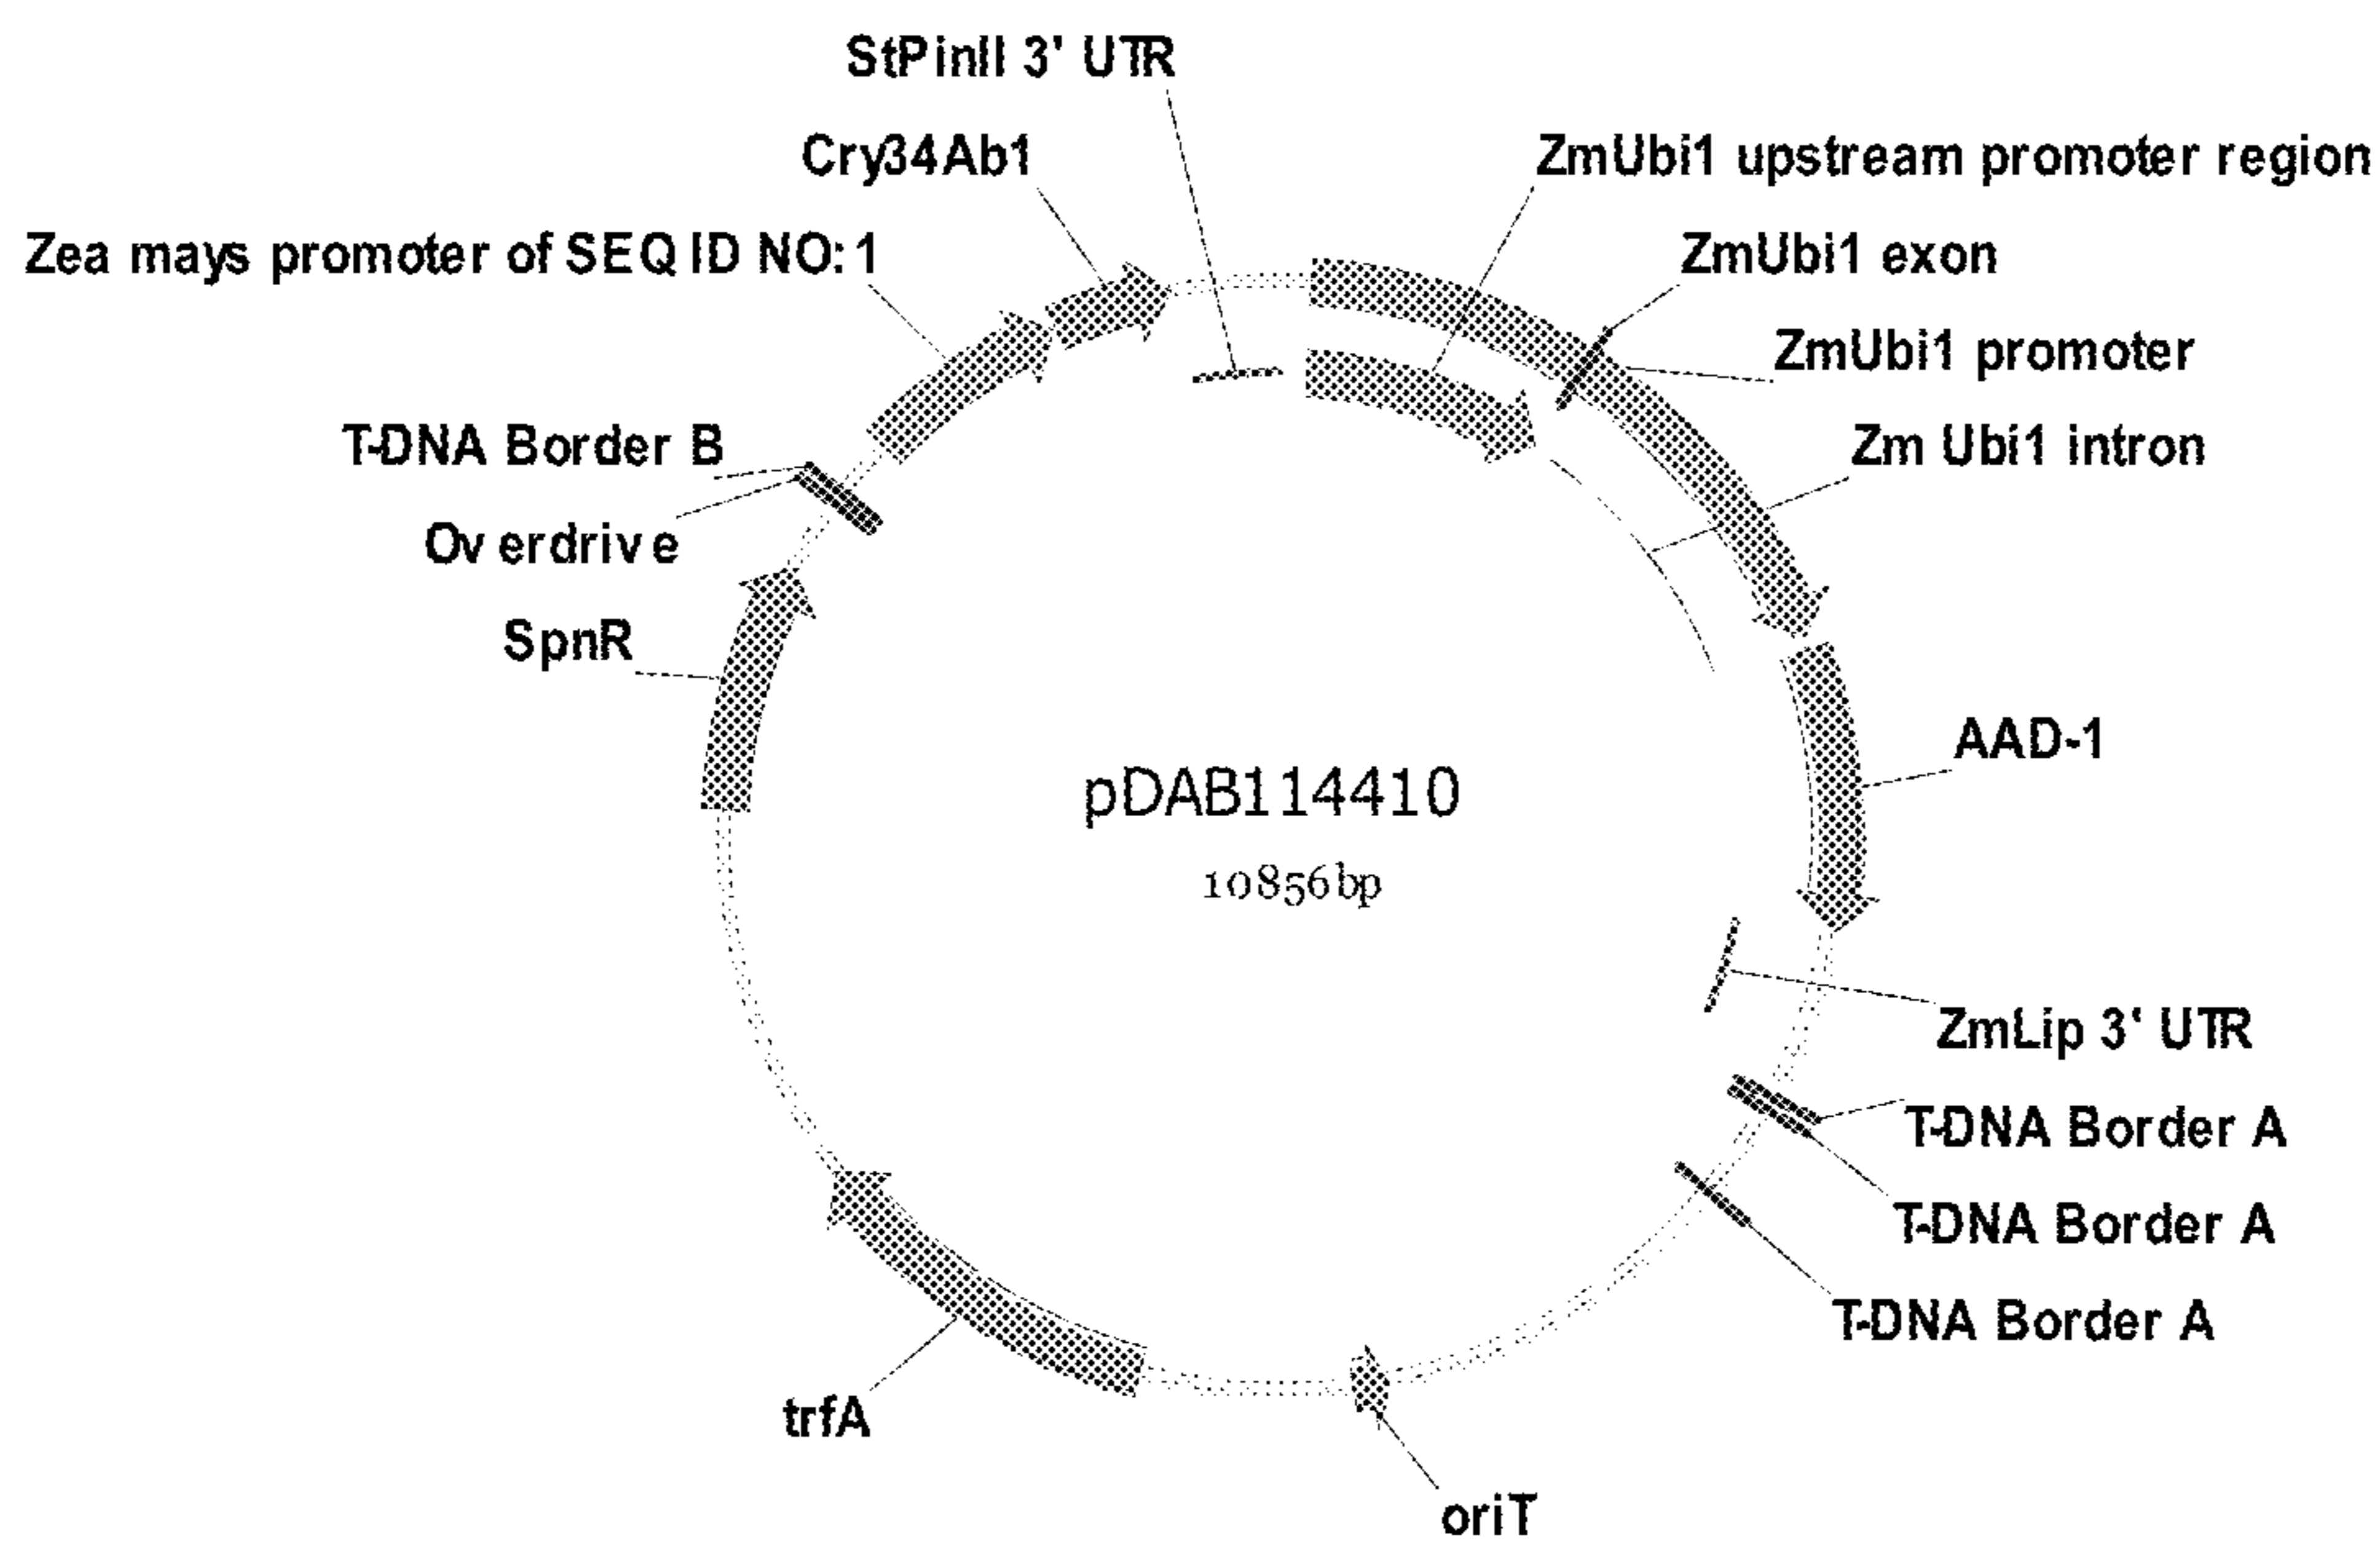 StPinII 3' UTR
Cry34Ab1
ZmUbi1 upstream promoter region
Zea mays promoter of SEQ ID NO: 1
ZmUbi1 exon
ZmUbi1 promoter
T-DNA Border B
Zm Ubi1 intron
Overdrive
SpnR
AAD-1
pDAB114410
10856bp
ZmLip 3' UTR
T-DNA Border A
T-DNA Border A
T-DNA Border A
trfA
oriT